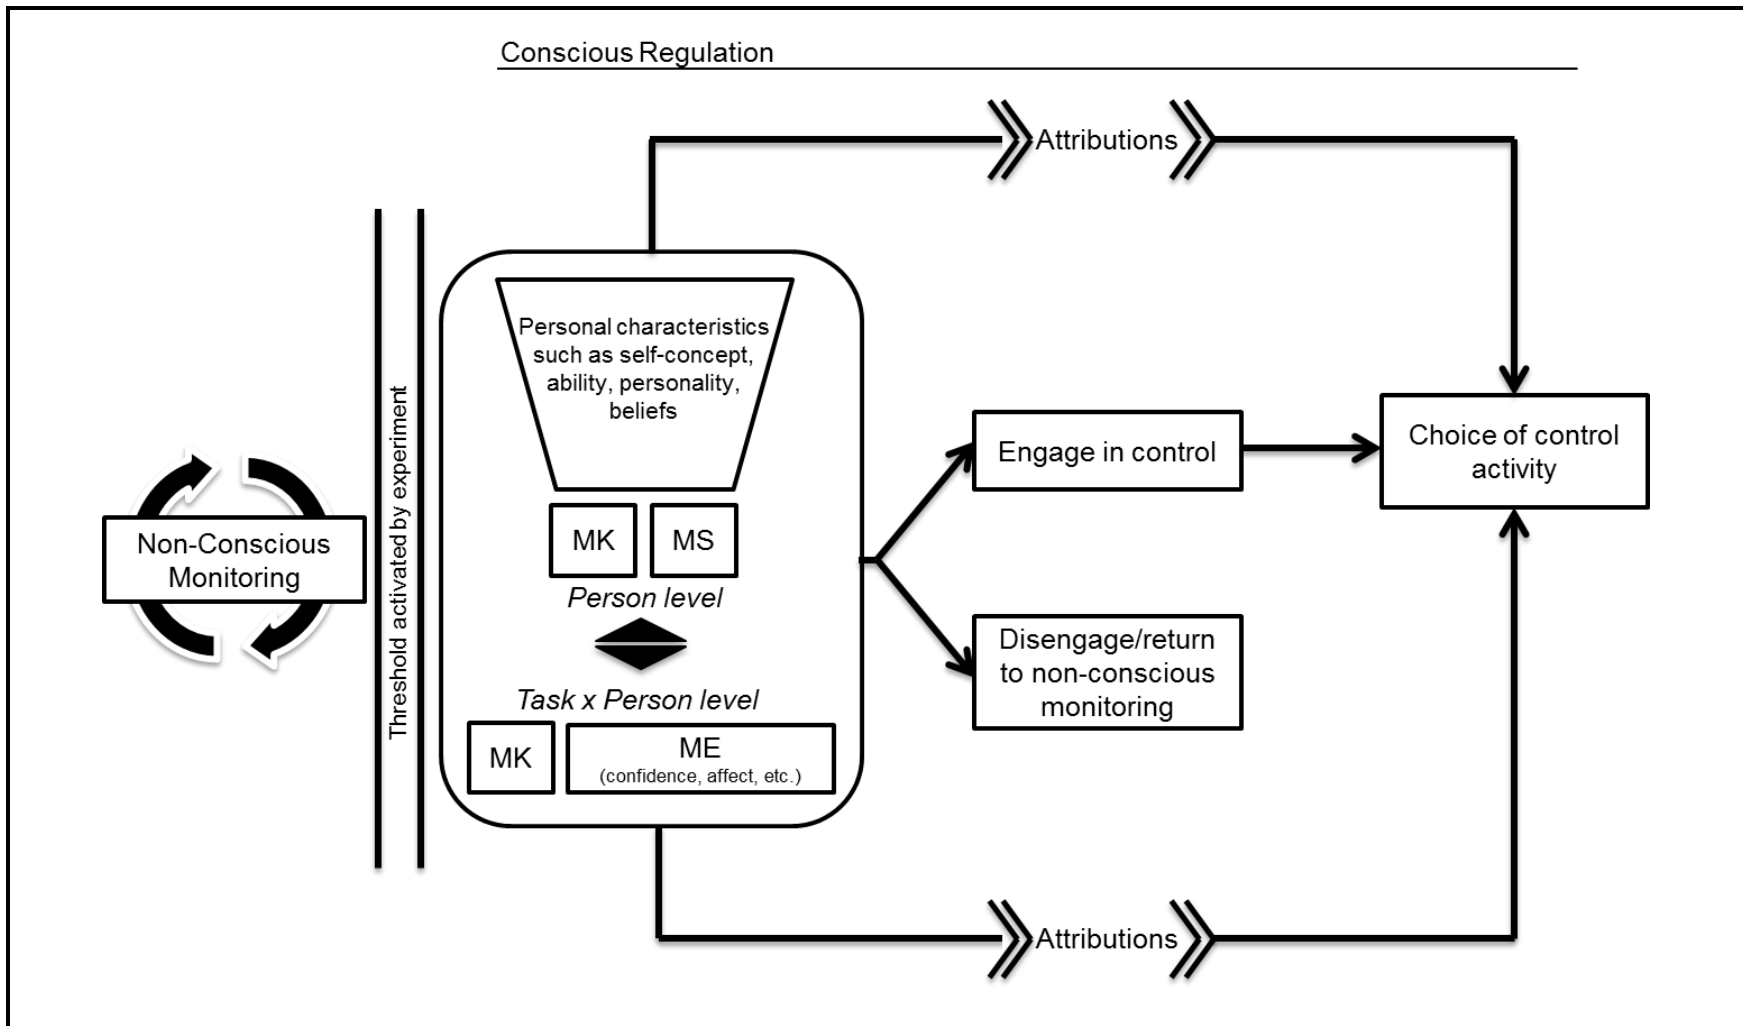 Conscious Regulation
Attributions
Personal characteristics
such as self-concept,
ability, personality,
beliefs
Threshold activated by experiment
Non-Conscious
Monitoring
MK
MS
Person level
Task x Person level
MK
ME
(confidence, affect, etc.)
Engage in control
Disengage/return
to non-conscious
monitoring
Choice of control
activity
Attributions